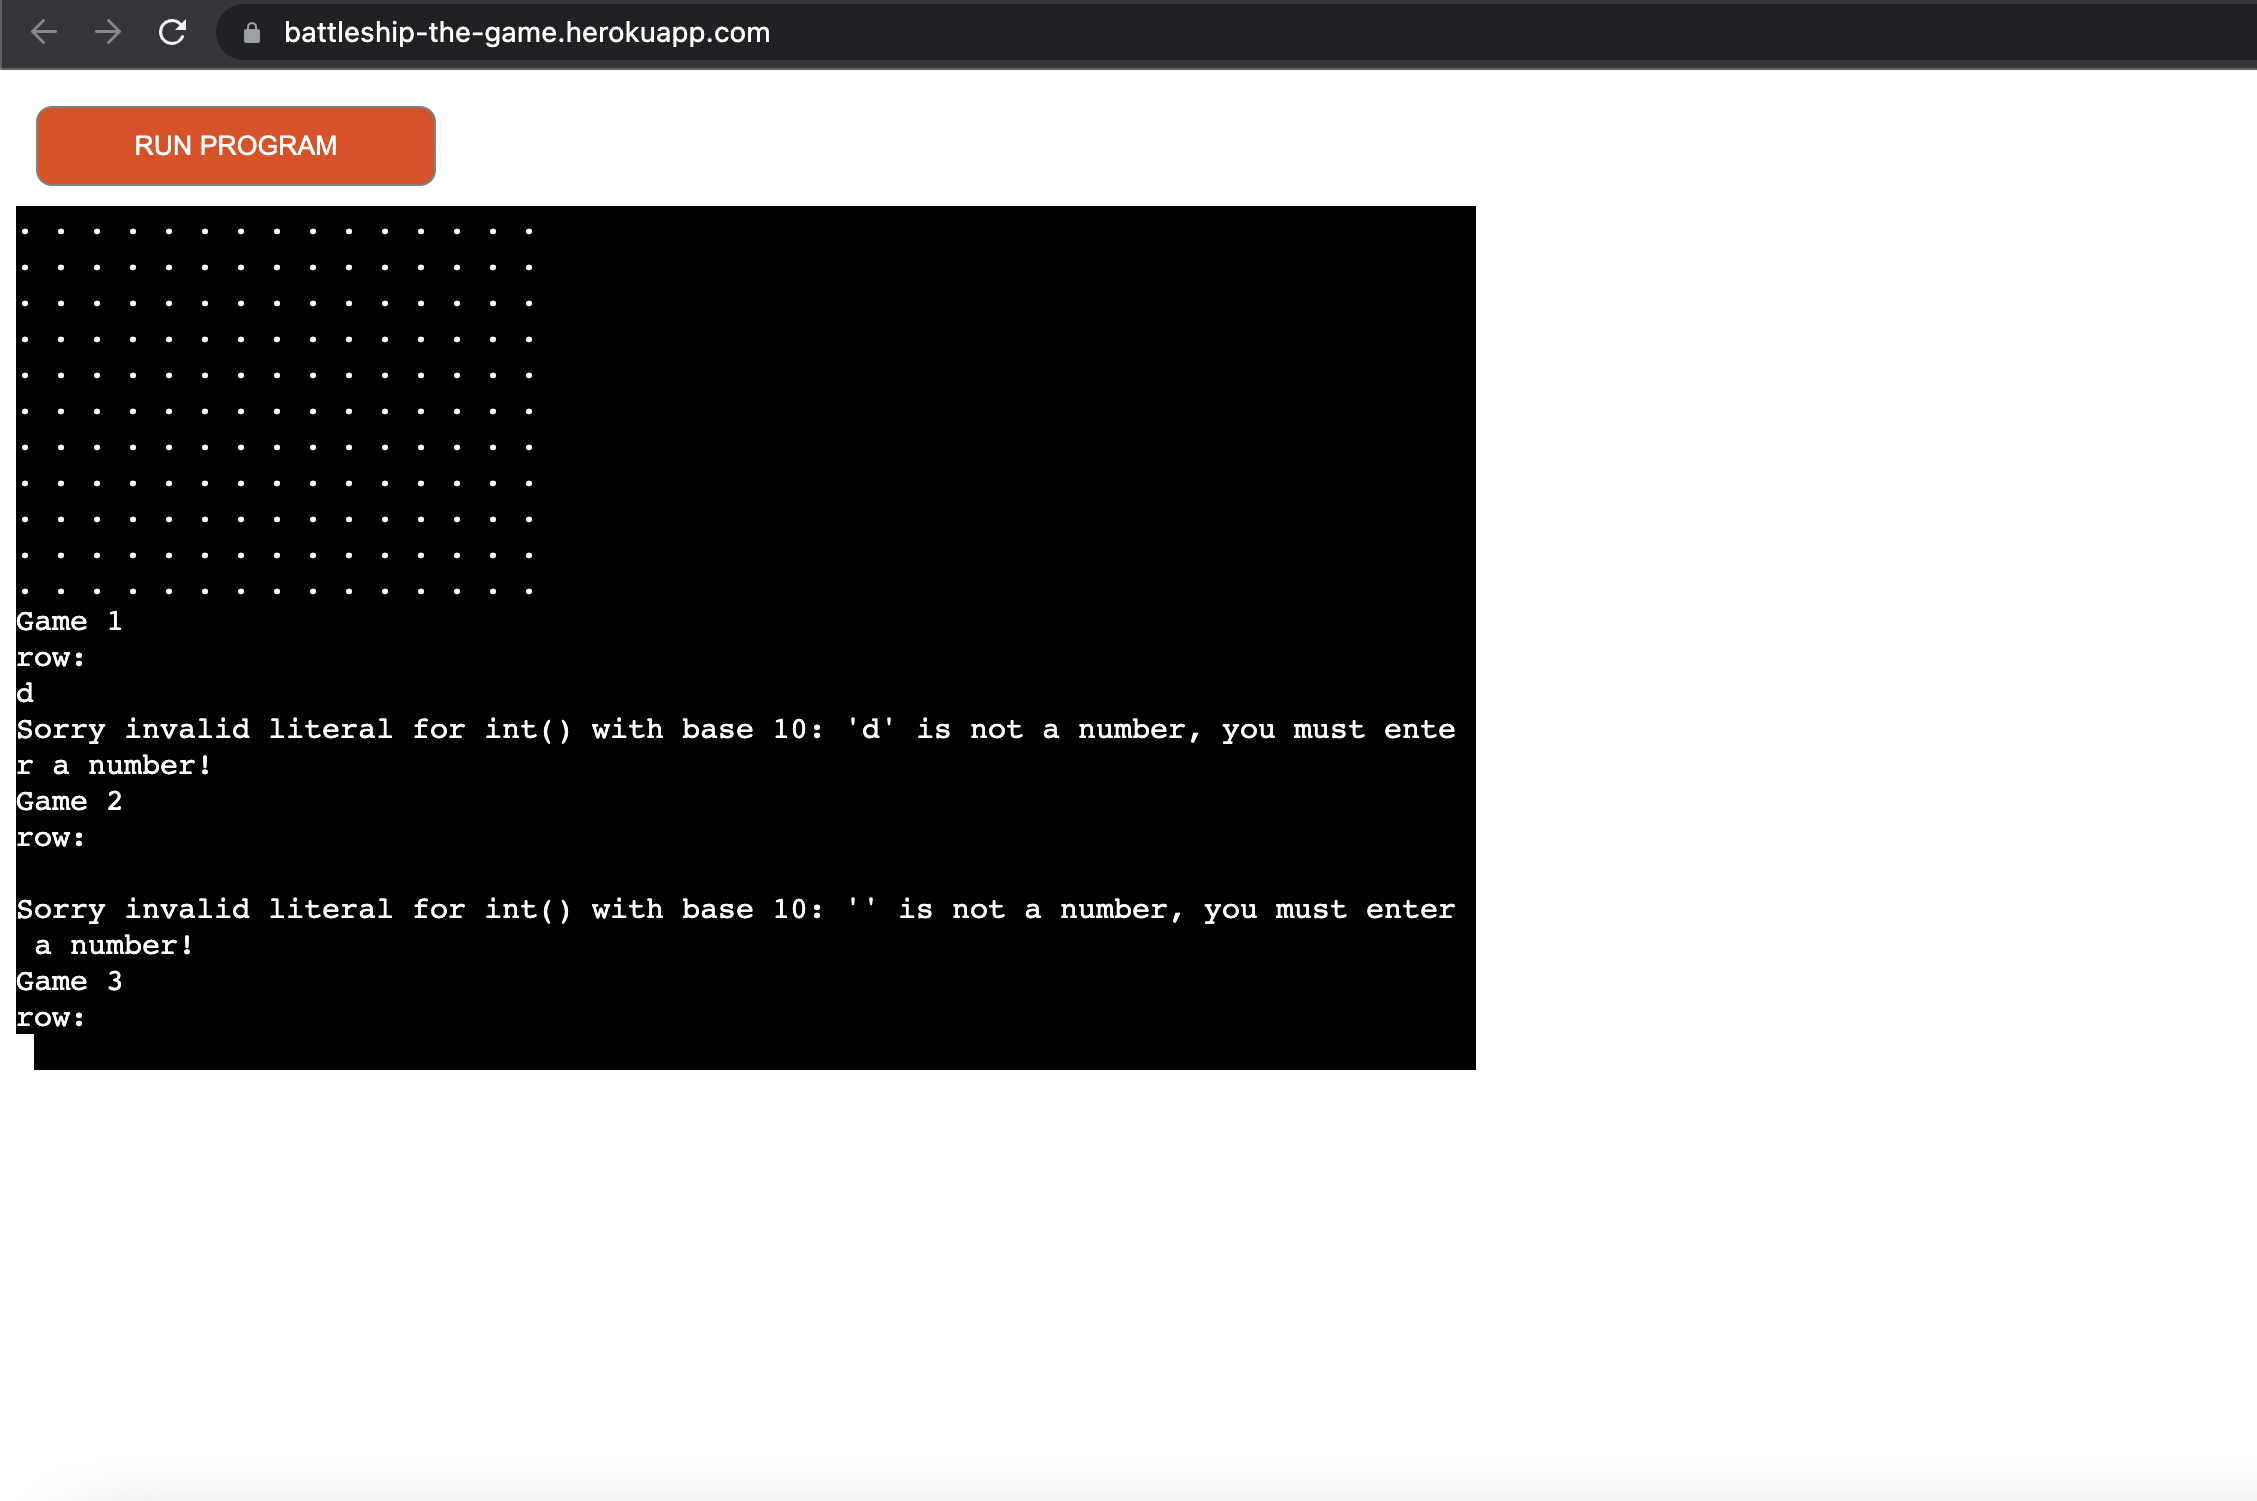 battleship-the-game.herokuapp.com
RUN PROGRAM
. . . . . . . . . . . . . . .
. . . . . . . . . . . . . . .
. . . . . . . . . . . . . . .
. . . . . . . . . . . . . . .
. . . . . . . . . . . . . . .
. . . . . . . . . . . . . . .
. . . . . . . . . . . . . . .
. . . . . . . . . . . . . . .
. . . . . . . . . . . . . . .
. . . . . . . . . . . . . . .
. . . . . . . . . . . . . . .
Game 1
row:
d
Sorry invalid literal for int() with base 10: 'd' is not a number, you must ente
r a number!
Game 2
row:
Sorry invalid literal for int() with base 10: '' is not a number, you must enter
 a number!
Game 3
row: